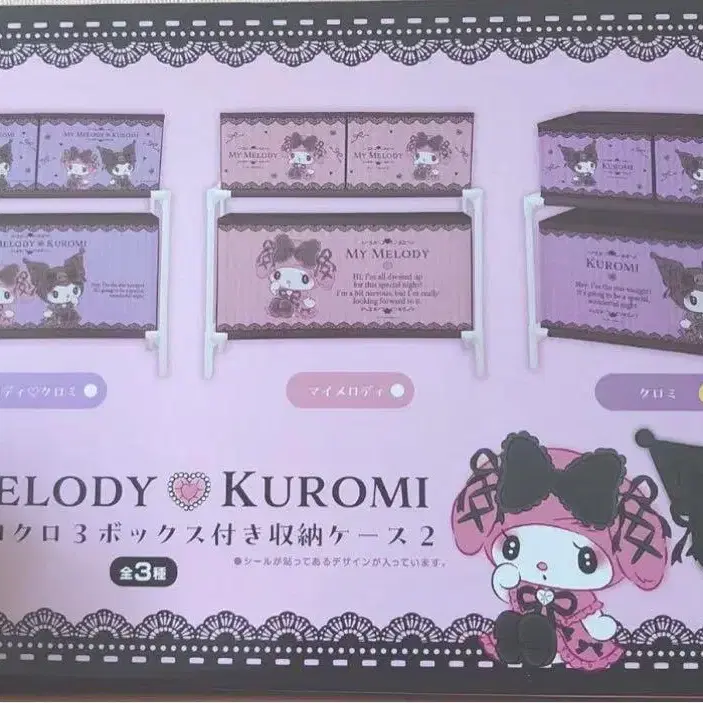 MY MELODY KUROMI
MY MELODY
MY MELODY
KUROMI
MELODY KUROMI
MY MELODY
Hi, I'm all dressed up
for this special night!
I'm a bit nervous, but I'm really
looking forward to it.
KUROMI
Hey, I'm the star tonight!
It's going to be a special,
wonderful night.
ディ♡クロミ
マイメロディ
クロミ
ELODY KUROMI
クロ3ボックス付き収納ケース2
全3種
●シールが貼ってあるデザインが入っています。